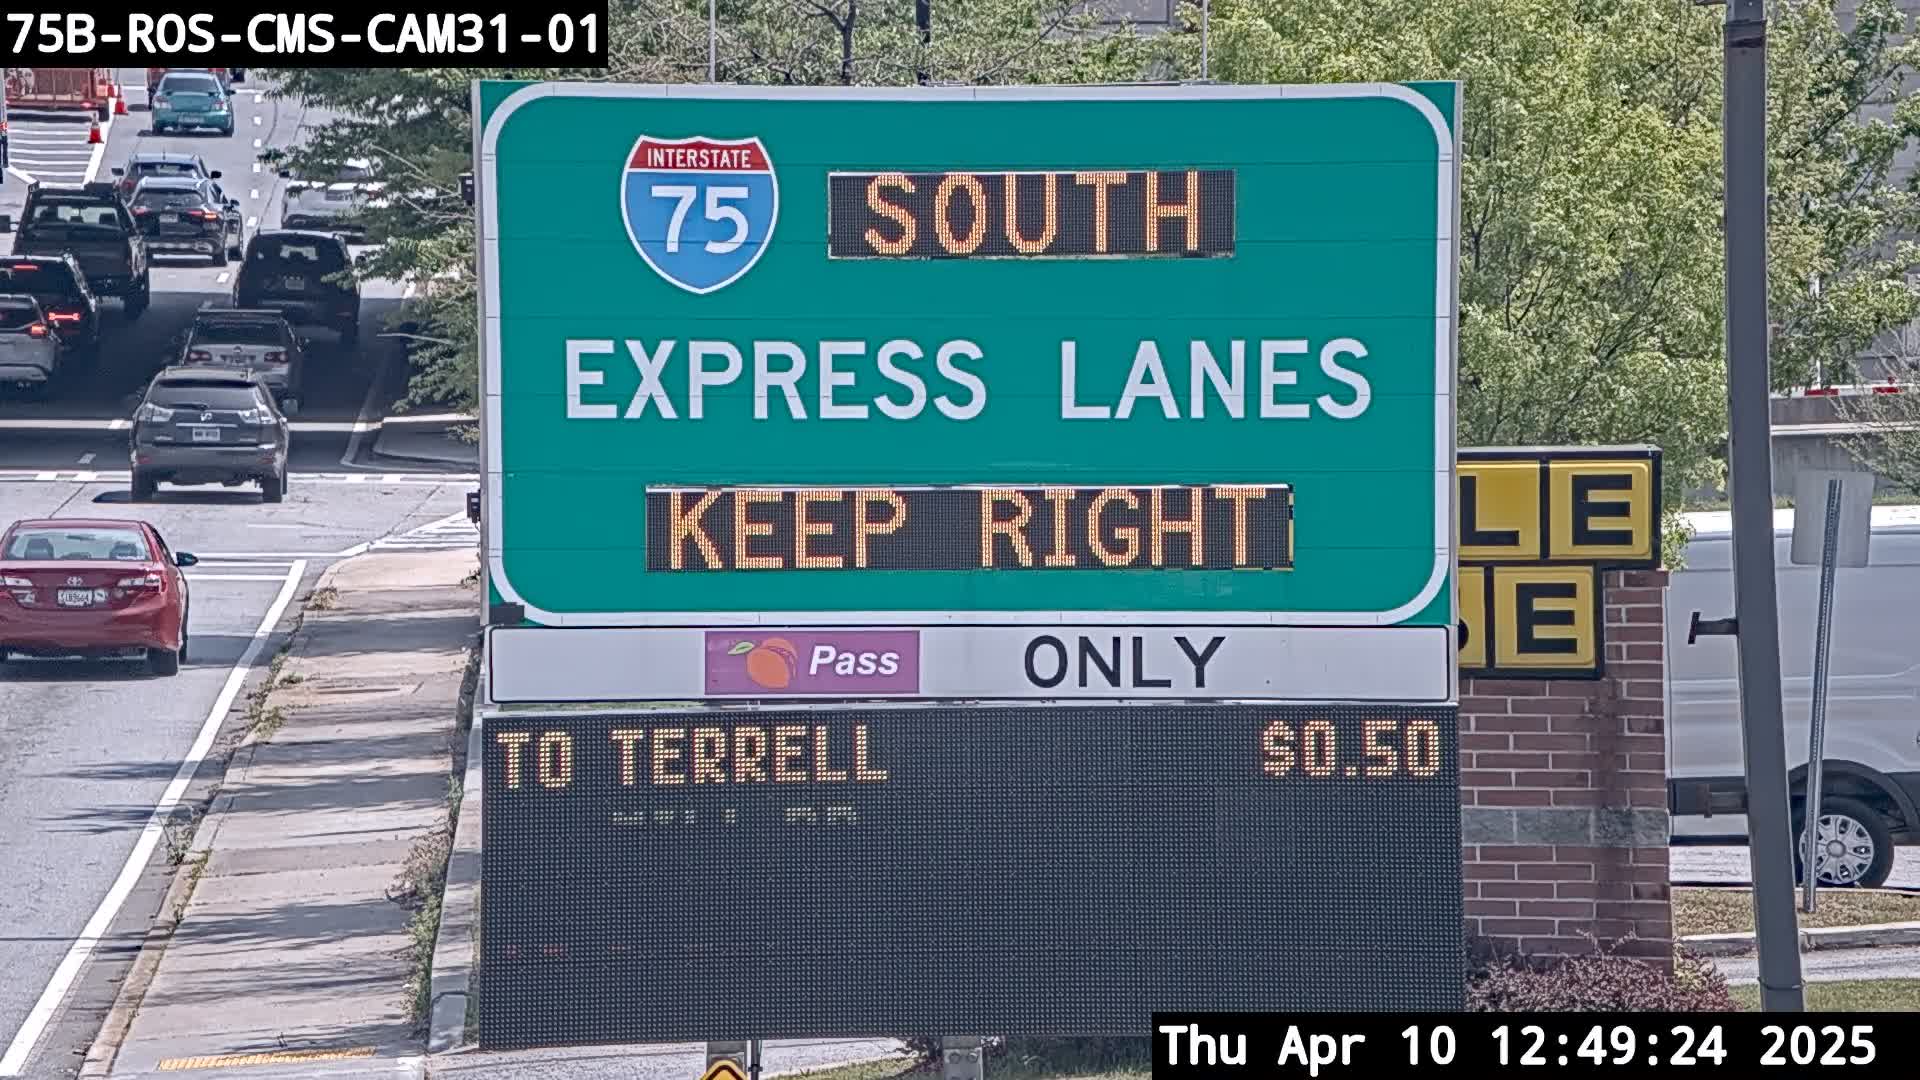 75B-ROS-CMS-CAM31-01
INTERSTATE
75
SOUTH
EXPRESS LANES
KEEP RIGHT
Pass ONLY
TO TERRELL $0.50
LE
E
Thu Apr 10 12:49:24 2025